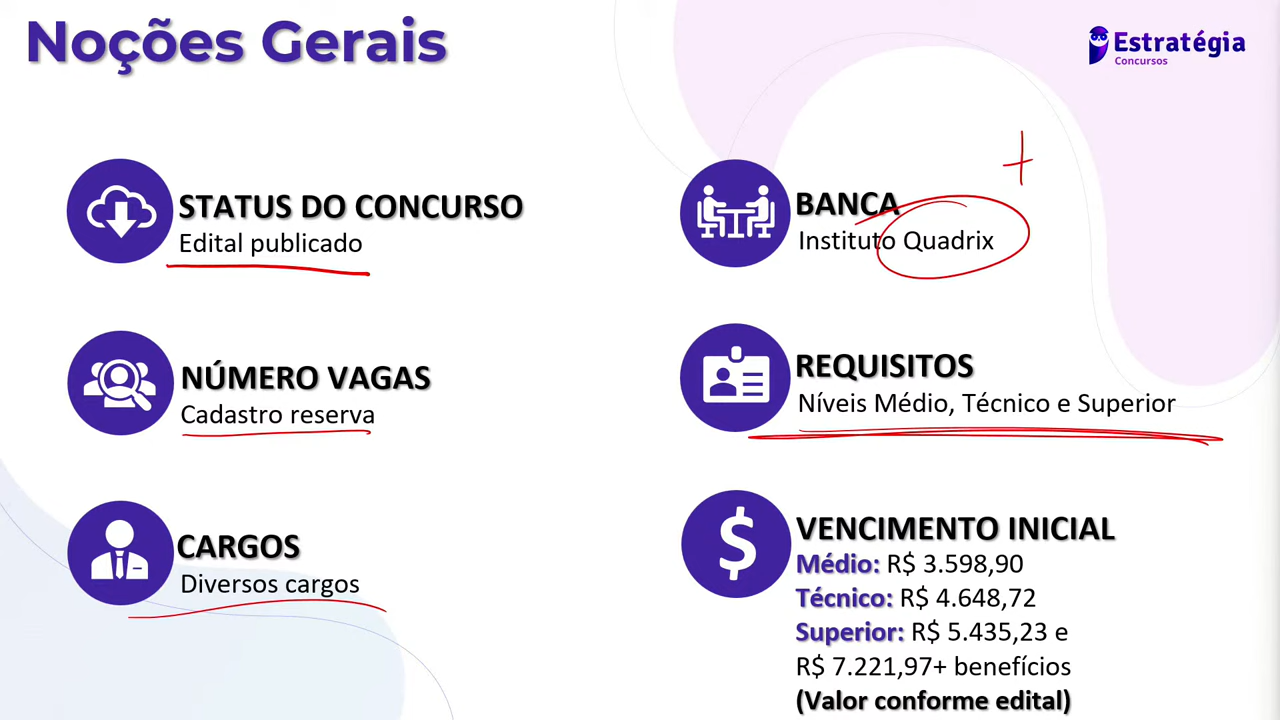 Noções Gerais
Estratégia
Concursos
STATUS DO CONCURSO
Edital publicado
BANCA
Instituto Quadrix
+
NÚMERO VAGAS
Cadastro reserva
REQUISITOS
Níveis Médio, Técnico e Superior
CARGOS
Diversos cargos
$
VENCIMENTO INICIAL
Médio: R$ 3.598,90
Técnico: R$ 4.648,72
Superior: R$ 5.435,23 e
R$ 7.221,97+ benefícios
(Valor conforme edital)